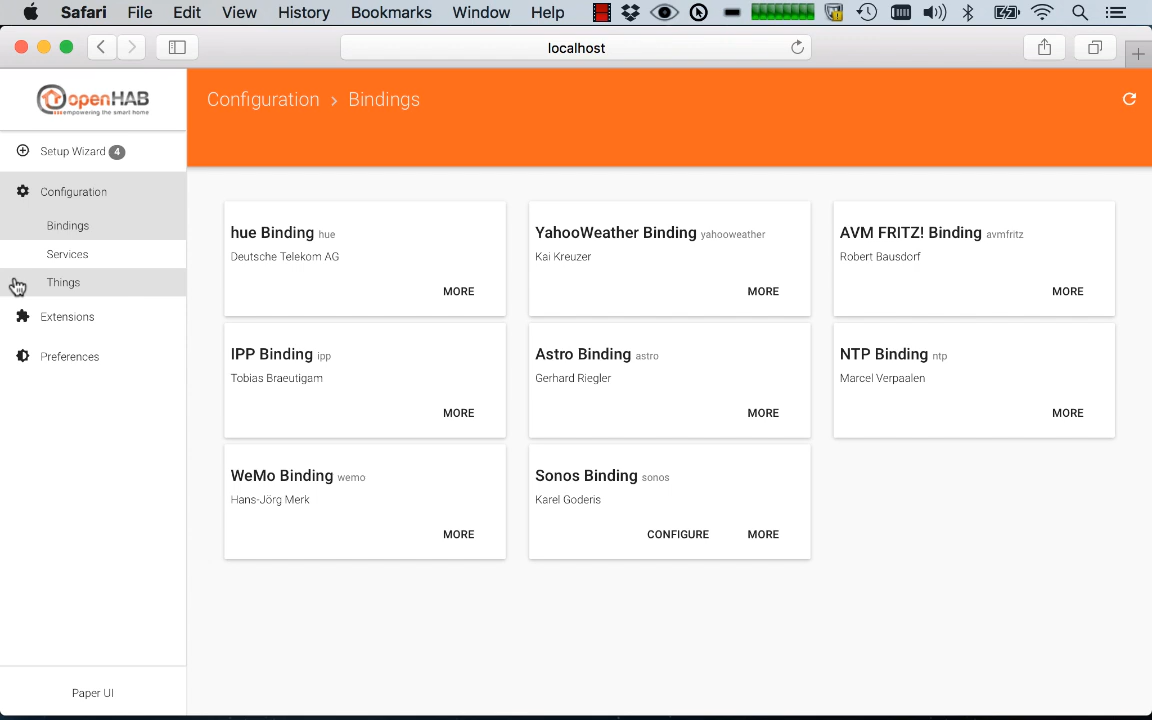 Safari File Edit View History Bookmarks Window Help
localhost
openHAB
empowering the smart home
Configuration > Bindings
Setup Wizard 4
Configuration
Bindings
Services
Things
Extensions
Preferences
Paper UI
hue Binding hue
Deutsche Telekom AG
MORE
YahooWeather Binding yahooweather
Kai Kreuzer
MORE
AVM FRITZ! Binding avmfritz
Robert Bausdorf
MORE
IPP Binding ipp
Tobias Braeutigam
MORE
Astro Binding astro
Gerhard Riegler
MORE
NTP Binding ntp
Marcel Verpaalen
MORE
WeMo Binding wemo
Hans-Jörg Merk
MORE
Sonos Binding sonos
Karel Goderis
CONFIGURE MORE